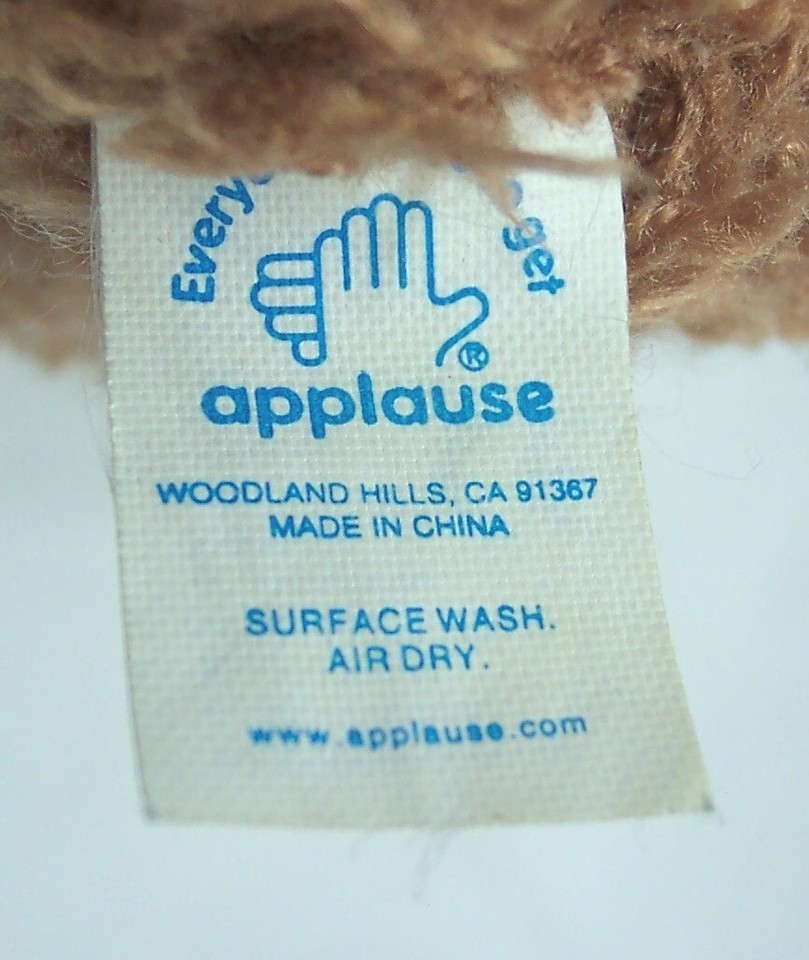 Every
get
®
applause
WOODLAND HILLS, CA 91367
MADE IN CHINA
SURFACE WASH.
AIR DRY.
www.applause.com